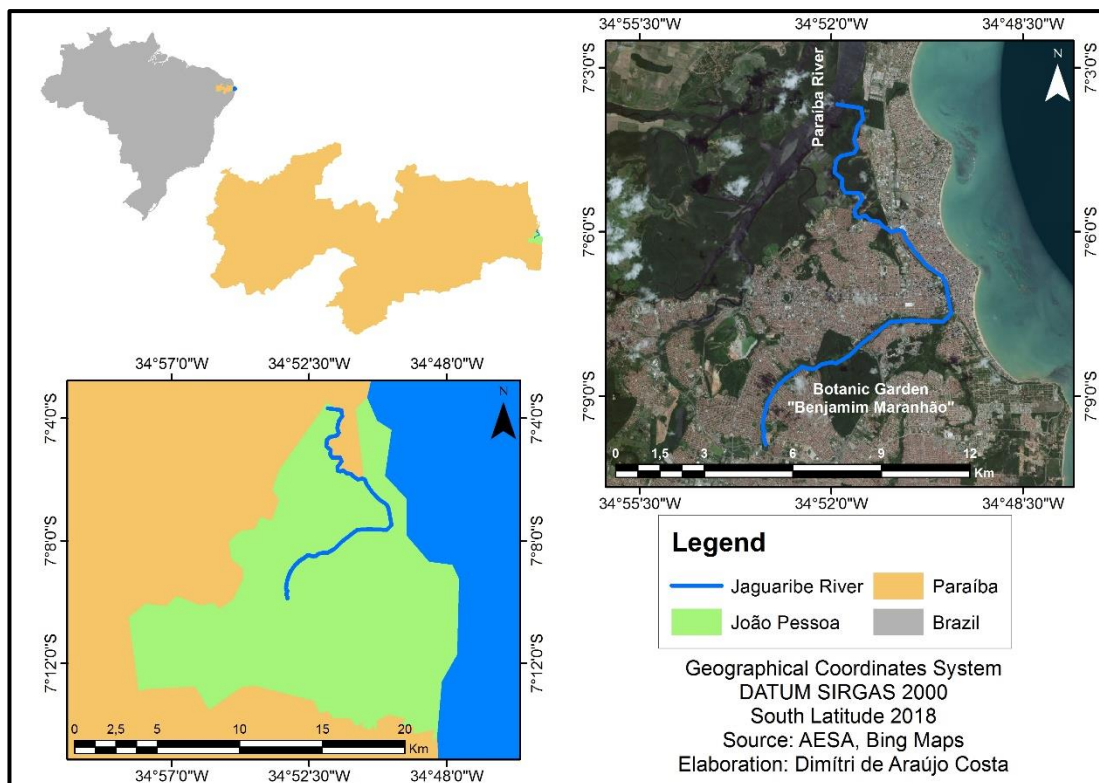 34°55'30"W 34°52'0"W 34°48'30"W
N
7°3'0"S 7°3'0"S
Paraíba River
7°6'0"S 7°6'0"S
7°9'0"S 7°9'0"S
Botanic Garden
"Benjamim Maranhão"
0 1,5 3 6 9 12
Km
34°55'30"W 34°52'0"W 34°48'30"W
34°57'0"W 34°52'30"W 34°48'0"W
N
7°4'0"S 7°4'0"S
7°8'0"S 7°8'0"S
7°12'0"S 7°12'0"S
0 2,5 5 10 15 20
Km
34°57'0"W 34°52'30"W 34°48'0"W
Legend
Jaguaribe River Paraíba
João Pessoa Brazil
Geographical Coordinates System
DATUM SIRGAS 2000
South Latitude 2018
Source: AESA, Bing Maps
Elaboration: Dimítri de Araújo Costa